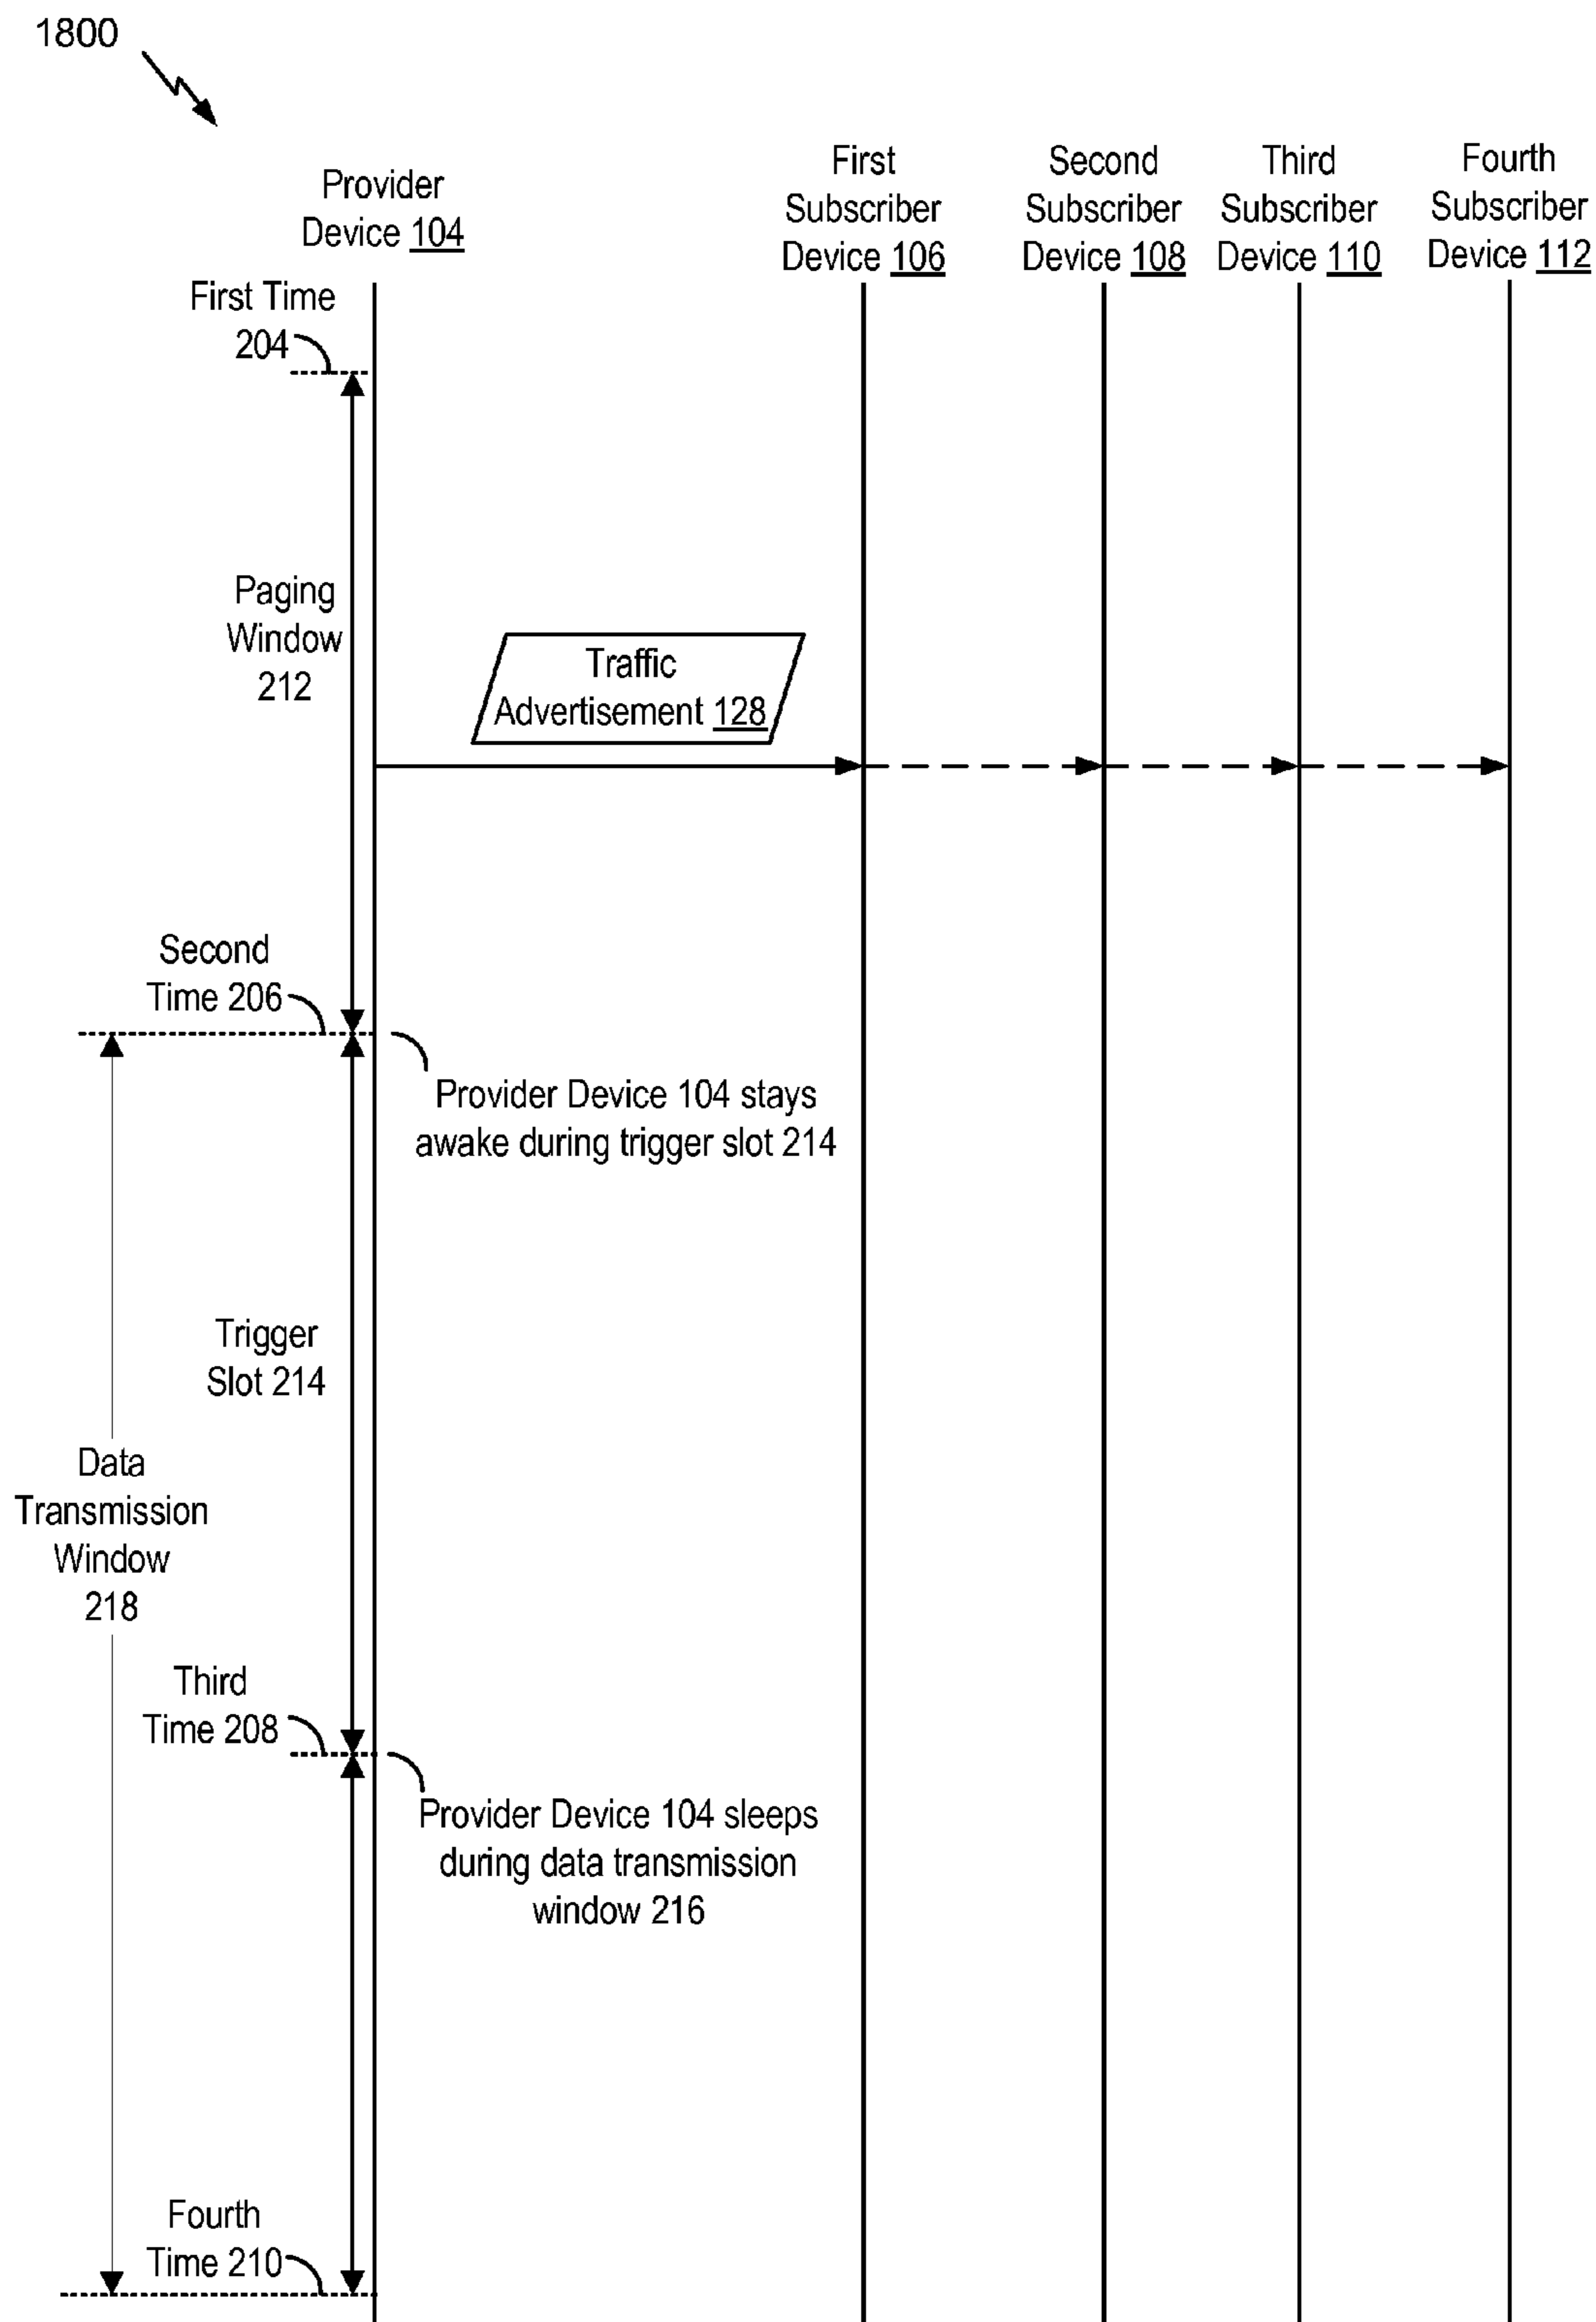 1800
Provider
Device 104
First
Subscriber
Device 106
Second
Subscriber
Device 108
Third
Subscriber
Device 110
Fourth
Subscriber
Device 112
First Time
204
Paging
Window
212
Traffic
Advertisement 128
Second
Time 206
Provider Device 104 stays
awake during trigger slot 214
Trigger
Slot 214
Data
Transmission
Window
218
Third
Time 208
Provider Device 104 sleeps
during data transmission
window 216
Fourth
Time 210